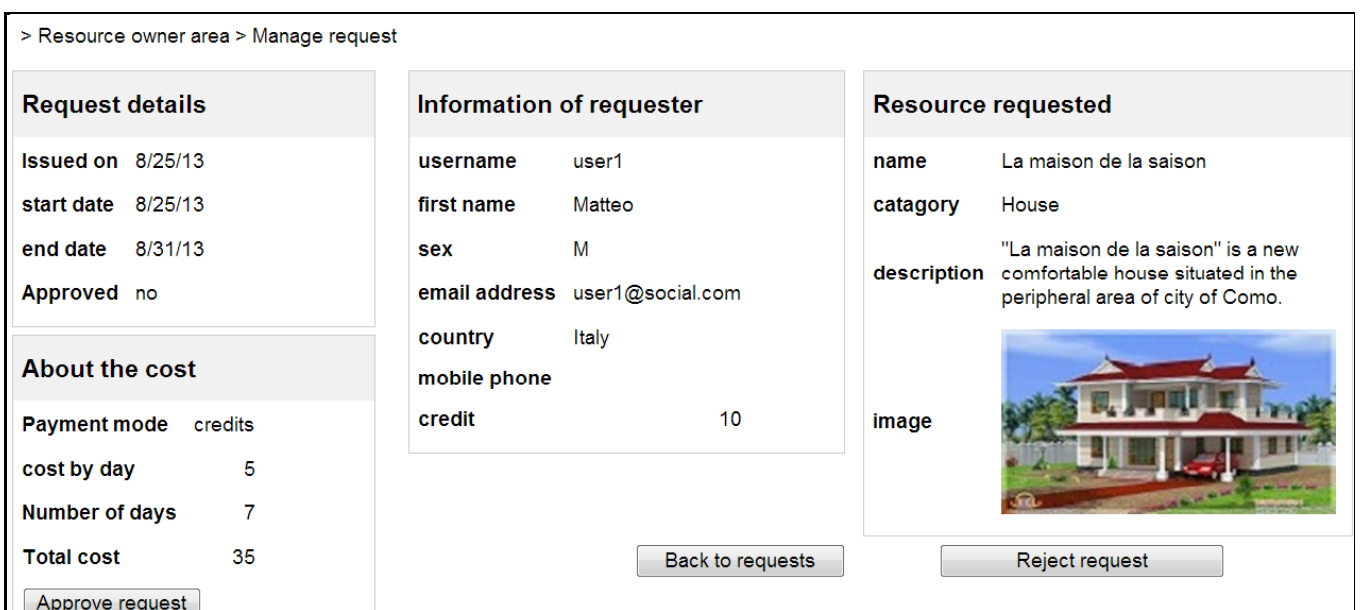 > Resource owner area > Manage request
Request details
Issued on 8/25/13
start date 8/25/13
end date 8/31/13
Approved no
About the cost
Payment mode credits
cost by day 5
Number of days 7
Total cost 35
Approve request
Information of requester
username user1
first name Matteo
sex M
email address user1@social.com
country Italy
mobile phone
credit 10
Back to requests
Resource requested
name La maison de la saison
catagory House
description "La maison de la saison" is a new
comfortable house situated in the
peripheral area of city of Como.
image
Reject request